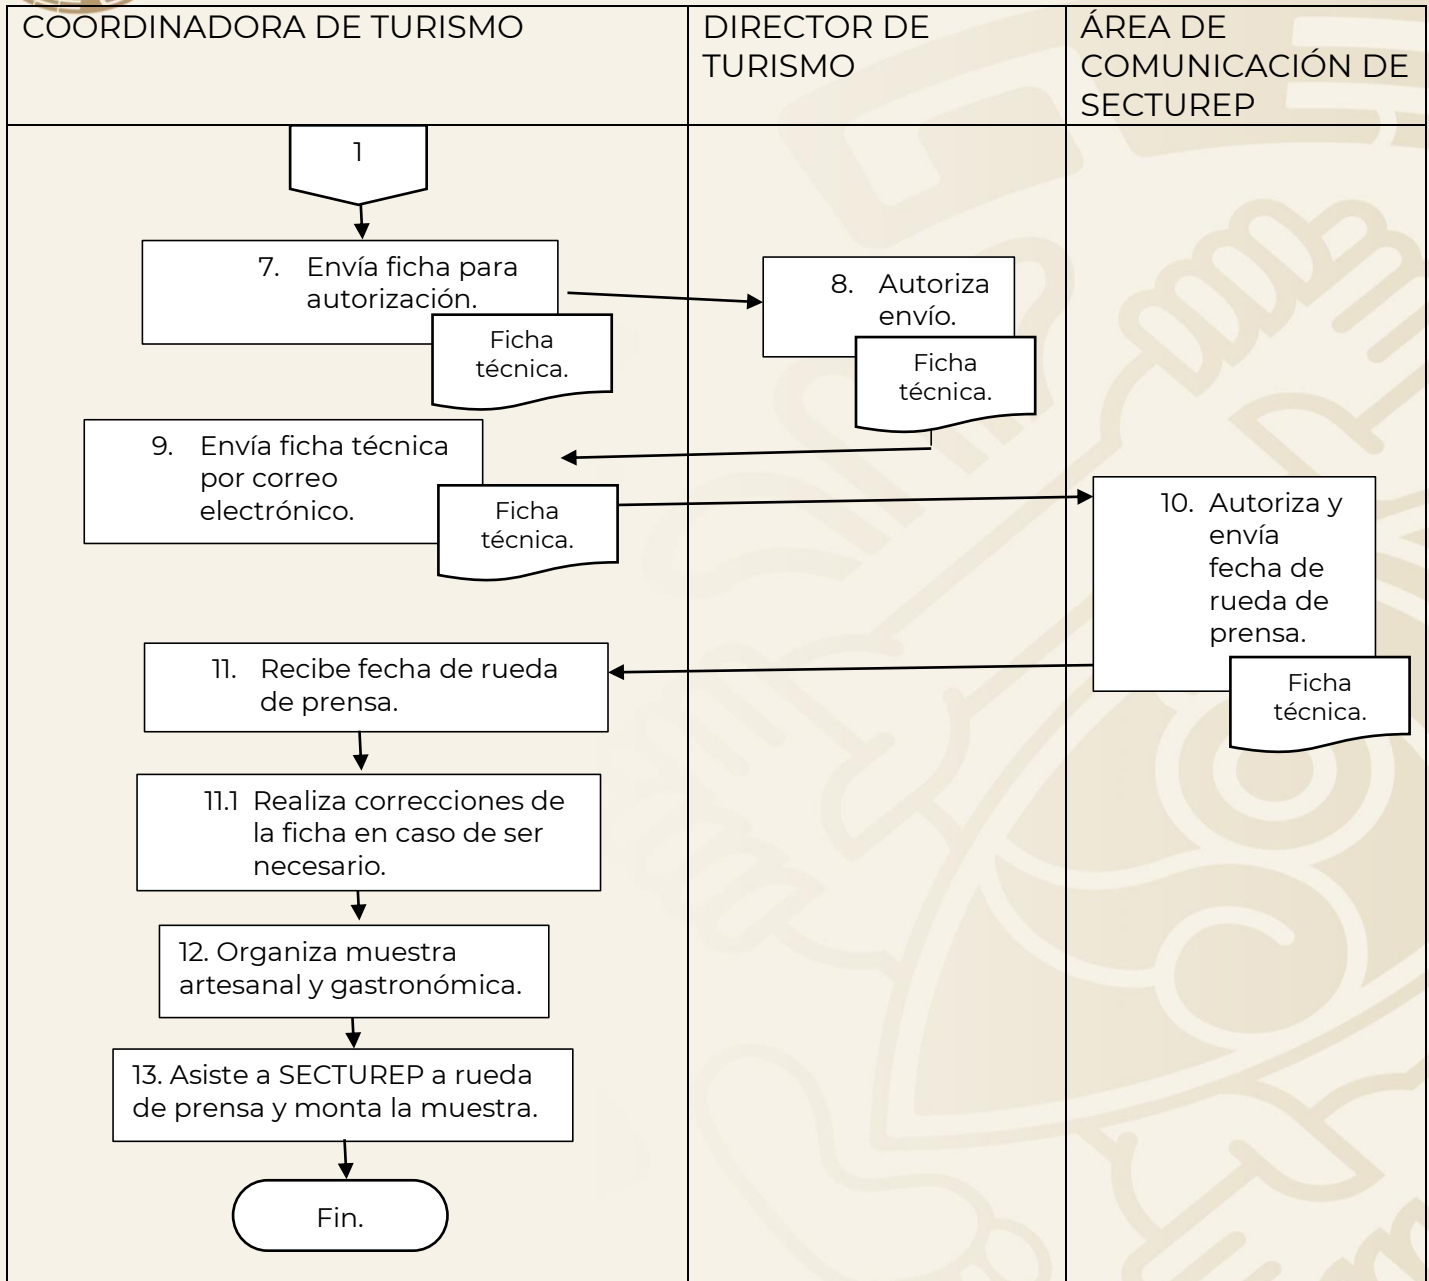 COORDINADORA DE TURISMO
DIRECTOR DE
TURISMO
ÁREA DE
COMUNICACIÓN DE
SECTUREP
1
7. Envía ficha para
autorización.
Ficha
técnica.
8. Autoriza
envío.
Ficha
técnica.
9. Envía ficha técnica
por correo
electrónico.
Ficha
técnica.
10. Autoriza y
envía
fecha de
rueda de
prensa.
Ficha
técnica.
11. Recibe fecha de rueda
de prensa.
11.1 Realiza correcciones de
la ficha en caso de ser
necesario.
12. Organiza muestra
artesanal y gastronómica.
13. Asiste a SECTUREP a rueda
de prensa y monta la muestra.
Fin.